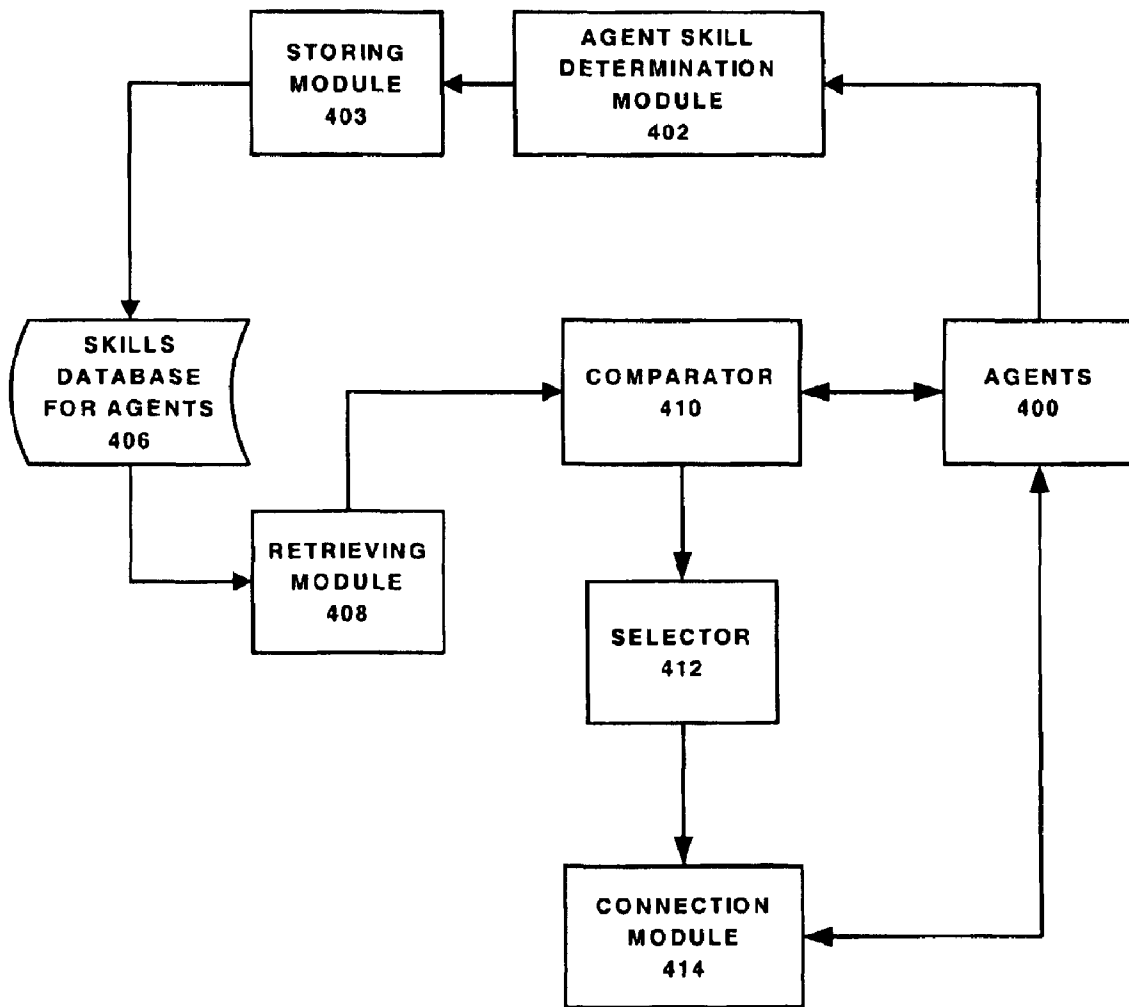 STORING
MODULE
403
AGENT SKILL
DETERMINATION
MODULE
402
SKILLS
DATABASE
FOR AGENTS
406
COMPARATOR
410
AGENTS
400
RETRIEVING
MODULE
408
SELECTOR
412
CONNECTION
MODULE
414